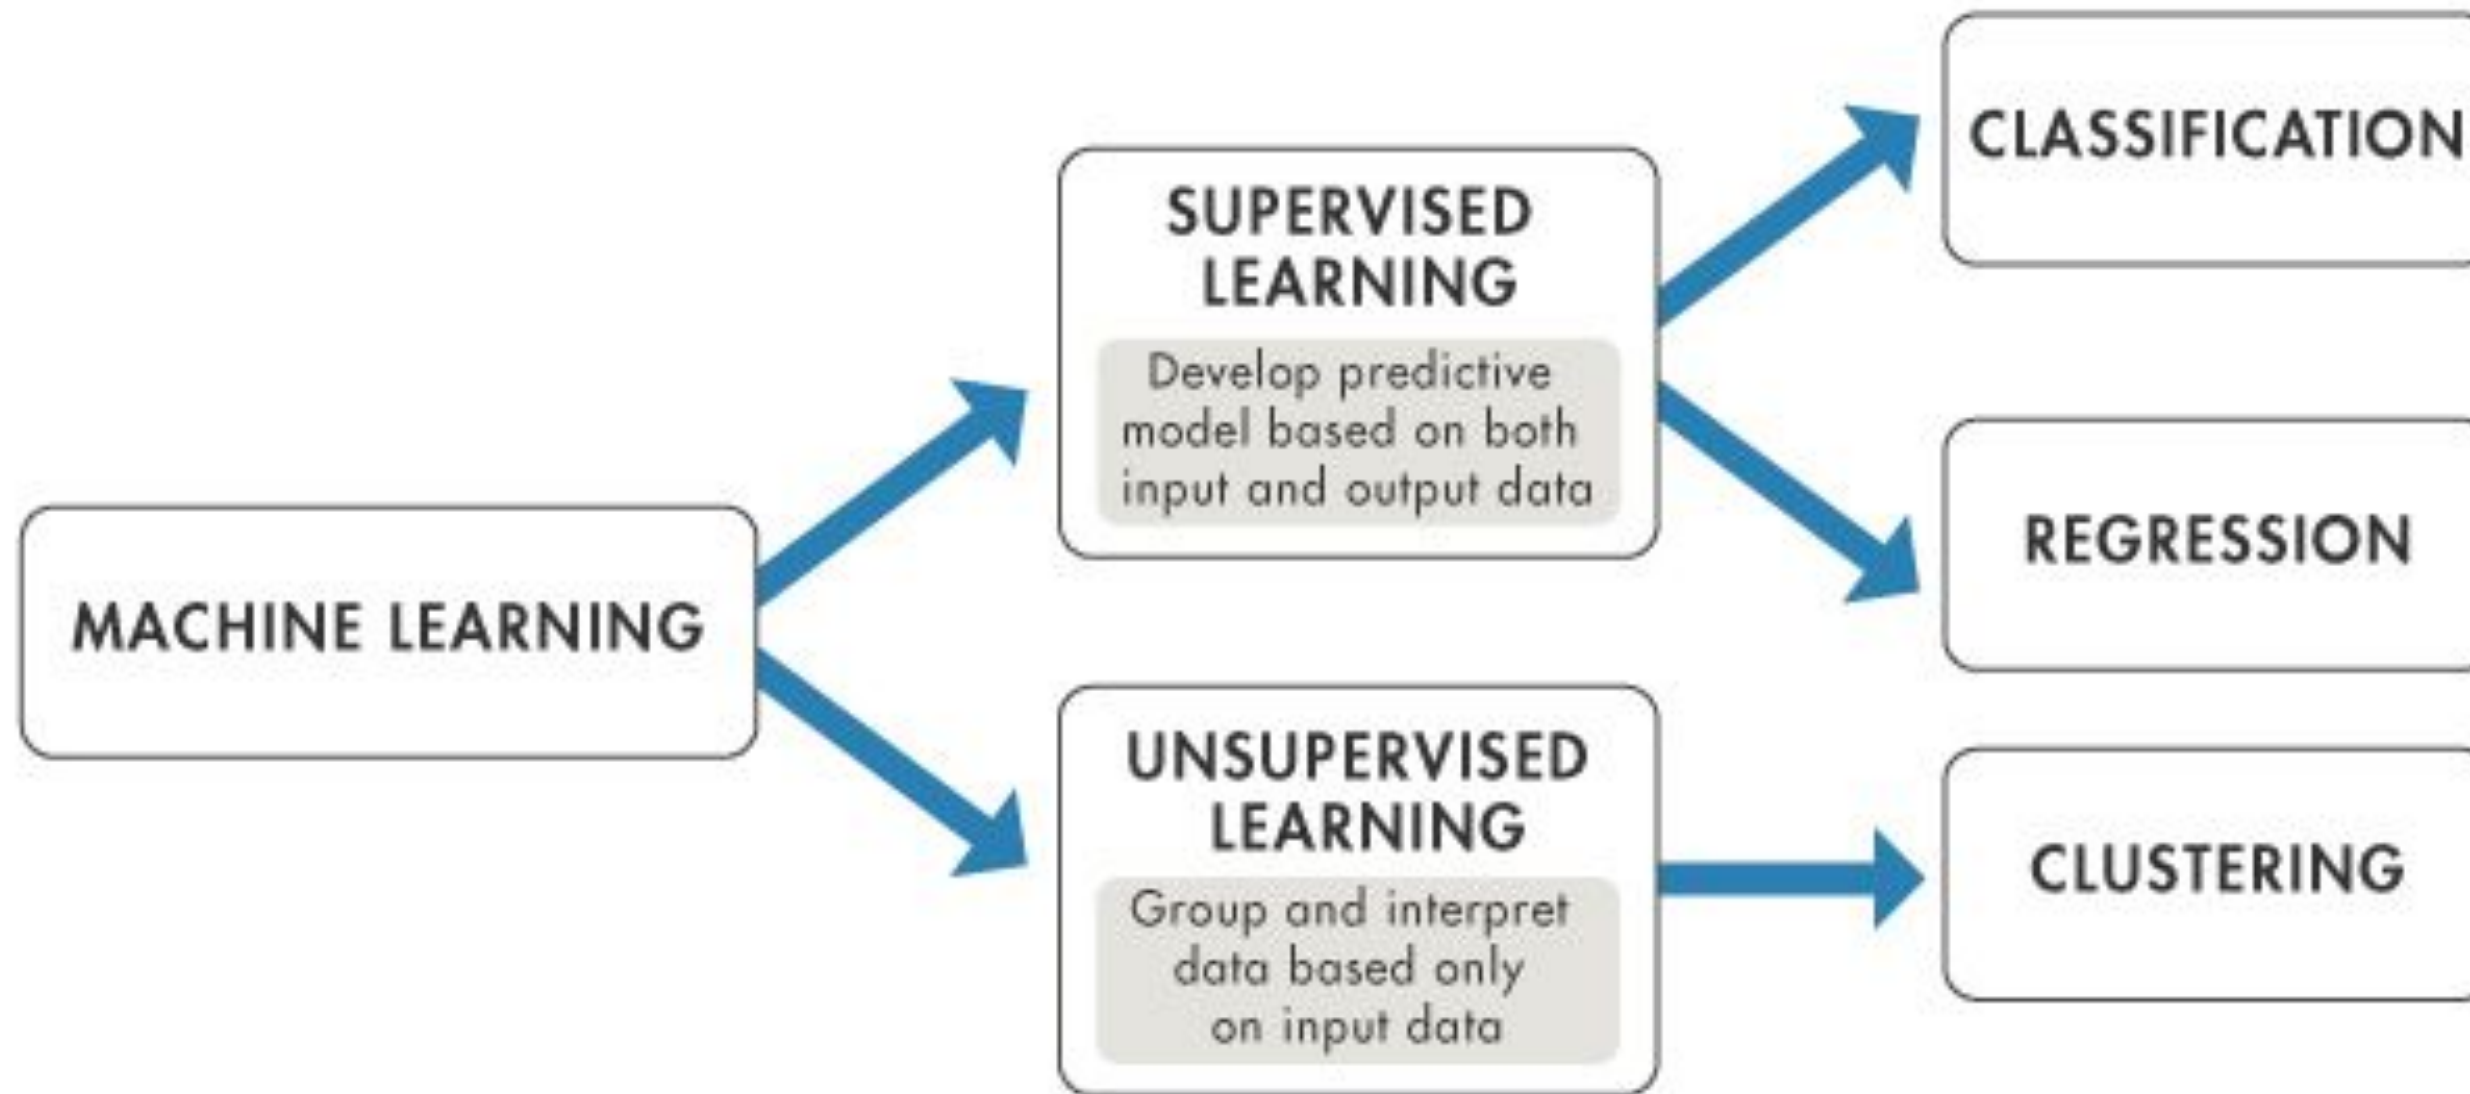 MACHINE LEARNING
SUPERVISED
LEARNING
Develop predictive
model based on both
input and output data
UNSUPERVISED
LEARNING
Group and interpret
data based only
on input data
CLASSIFICATION
REGRESSION
CLUSTERING